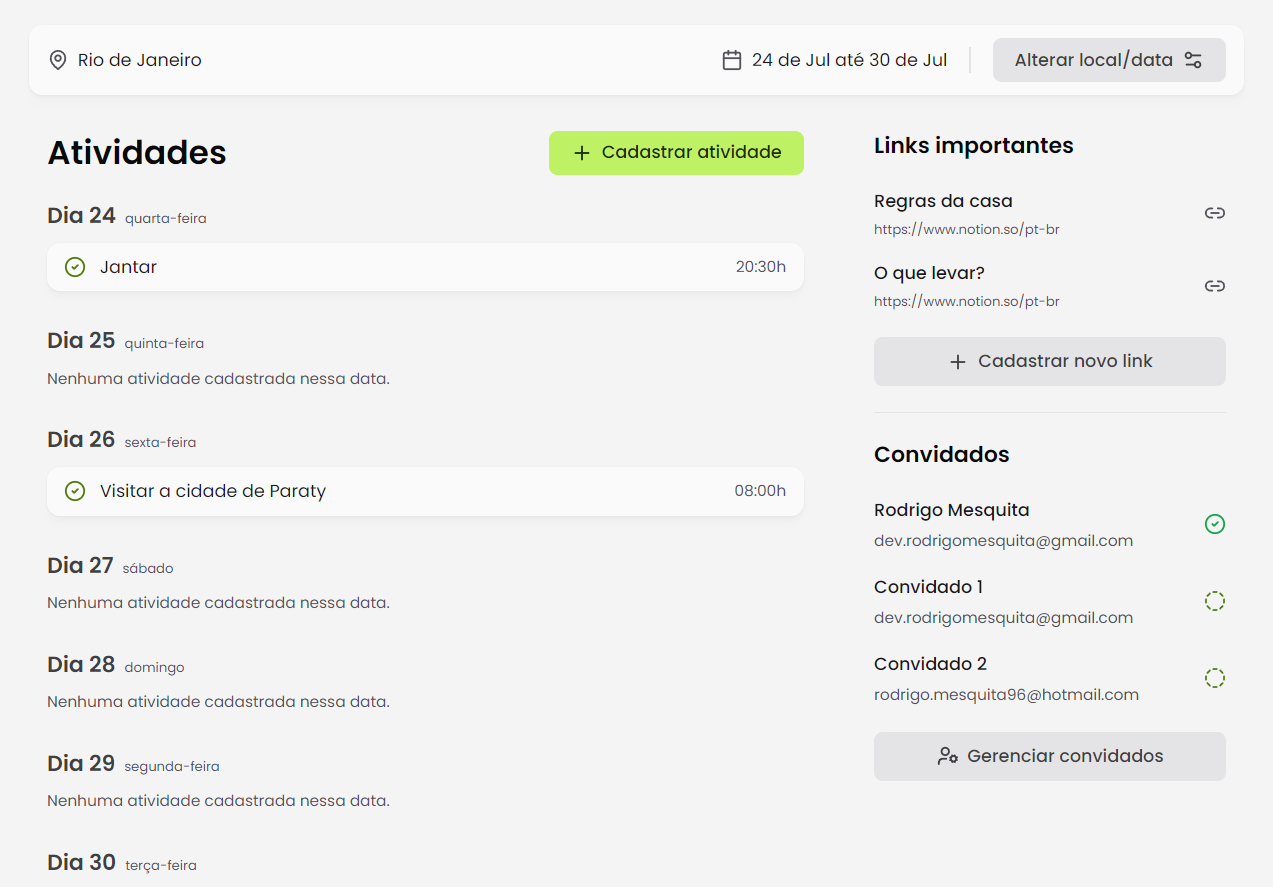 Rio de Janeiro
24 de Jul até 30 de Jul
Alterar local/data
Atividades
Cadastrar atividade
Dia 24 quarta-feira
Jantar 20:30h
Dia 25 quinta-feira
Nenhuma atividade cadastrada nessa data.
Dia 26 sexta-feira
Visitar a cidade de Paraty 08:00h
Dia 27 sábado
Nenhuma atividade cadastrada nessa data.
Dia 28 domingo
Nenhuma atividade cadastrada nessa data.
Dia 29 segunda-feira
Nenhuma atividade cadastrada nessa data.
Dia 30 terça-feira
Links importantes
Regras da casa
https://www.notion.so/pt-br
O que levar?
https://www.notion.so/pt-br
Cadastrar novo link
Convidados
Rodrigo Mesquita
dev.rodrigomesquita@gmail.com
Convidado 1
dev.rodrigomesquita@gmail.com
Convidado 2
rodrigo.mesquita96@hotmail.com
Gerenciar convidados